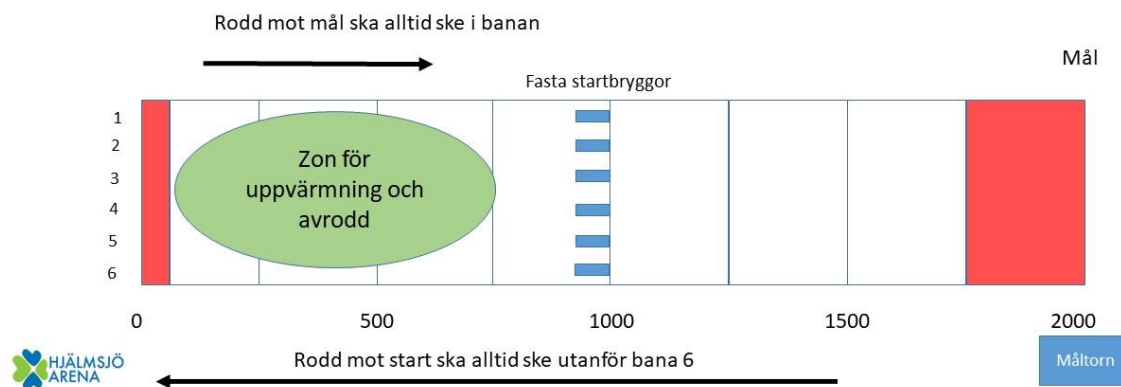 Rodd mot mål ska alltid ske i banan
Mål
Fasta startbryggor
1
2
3
4
5
6
Zon för
uppvärmning och
avrodd
0
500
1000
1500
2000
HJÄLMSJÖ
ARENA
Rodd mot start ska alltid ske utanför bana 6
Måltorn